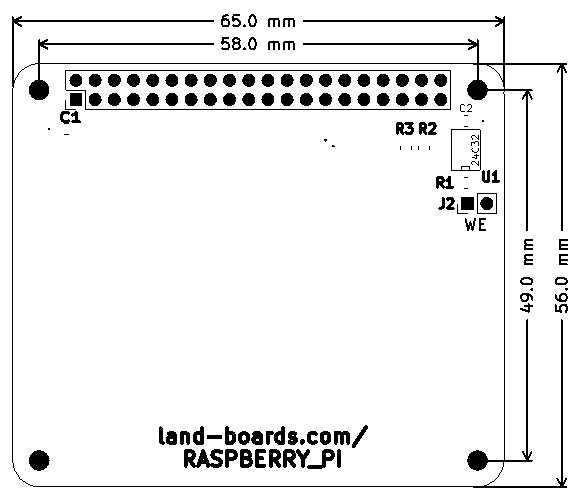 65.0 mm
58.0 mm
C1
C2
R3 R2
24C32
R1
U1
J2
WE
49.0 mm
56.0 mm
land-boards.com/
RASPBERRY_PI